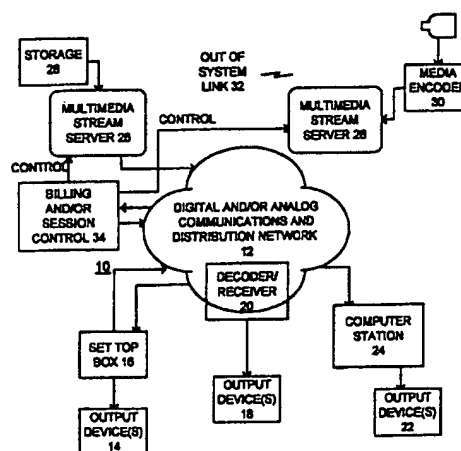 STORAGE
28
OUT OF
SYSTEM
LINK 32
MEDIA
ENCODER
30
MULTIMEDIA
STREAM
SERVER 26
MULTIMEDIA
STREAM
SERVER 26
CONTROL
CONTROL
BILLING
AND/OR
SESSION
CONTROL 34
DIGITAL AND/OR ANALOG
COMMUNICATIONS AND
DISTRIBUTION NETWORK
12
10
DECODER/
RECEIVER
20
SET TOP
BOX 16
COMPUTER
STATION
24
OUTPUT
DEVICE(S)
14
OUTPUT
DEVICE(S)
18
OUTPUT
DEVICE(S)
22